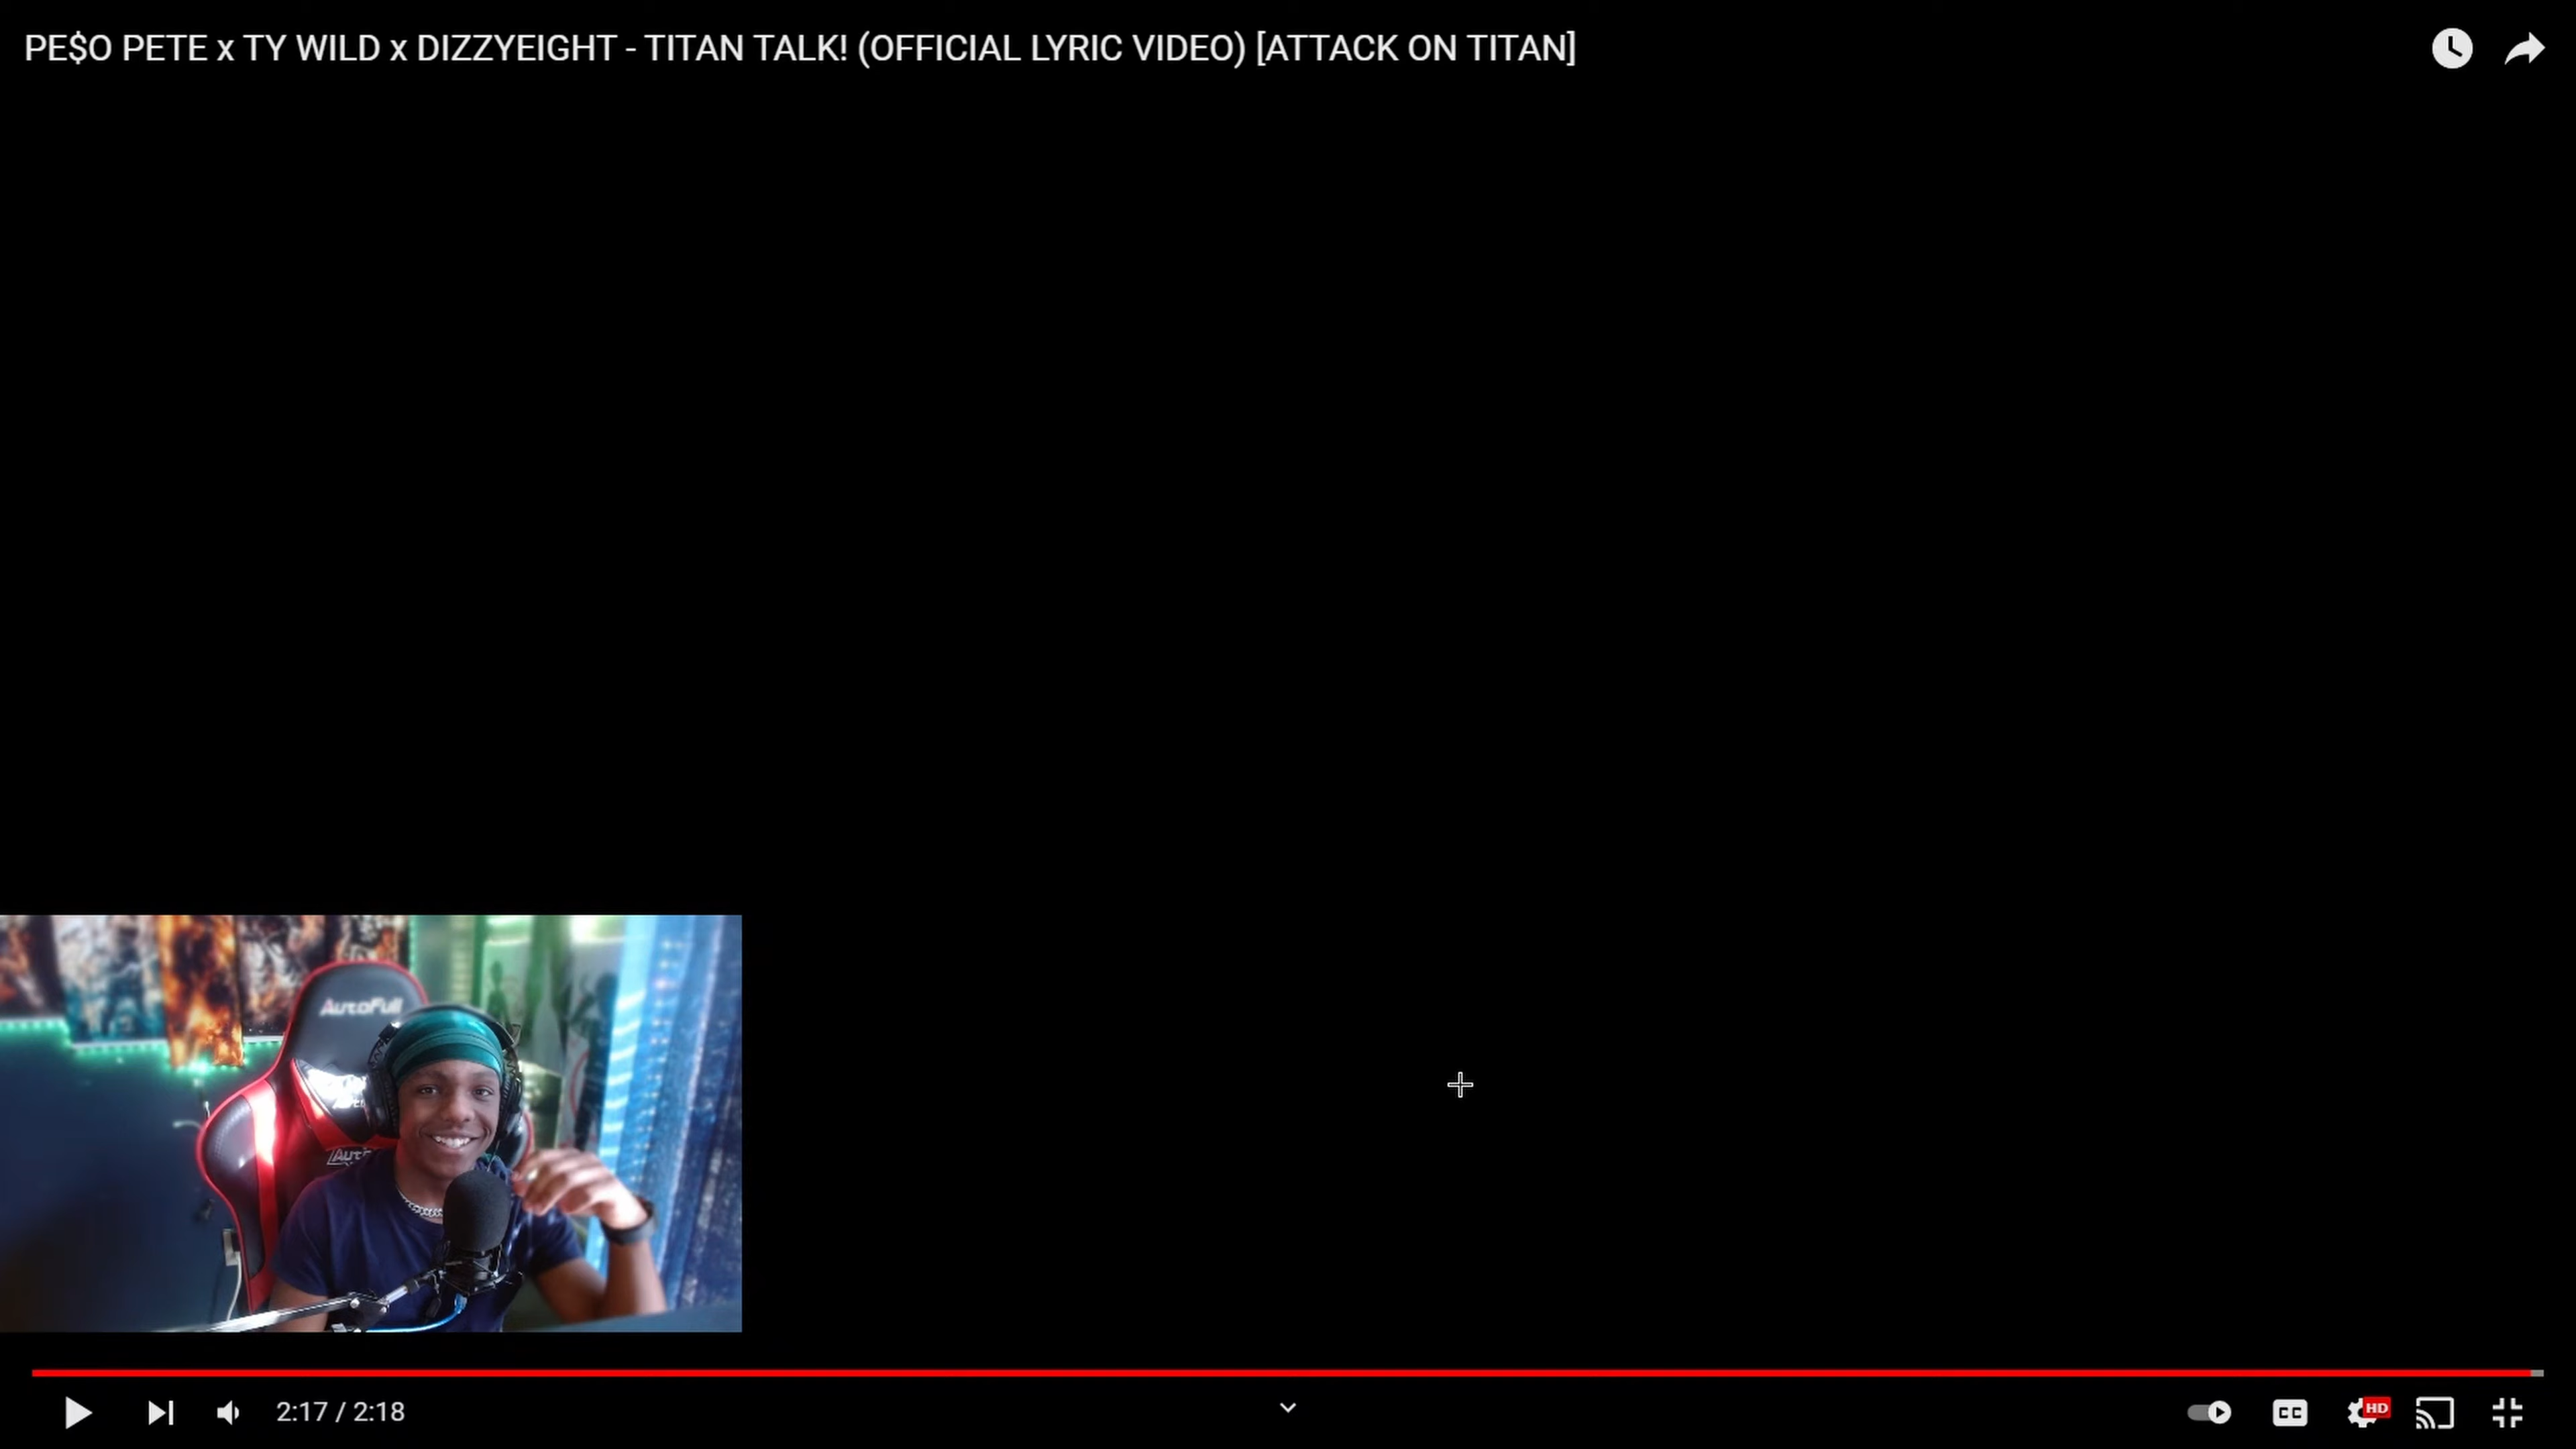 PE$O PETE x TY WILD x DIZZYEIGHT - TITAN TALK! (OFFICIAL LYRIC VIDEO) [ATTACK ON TITAN]
AutoFull
2:17 / 2:18
CC
HD